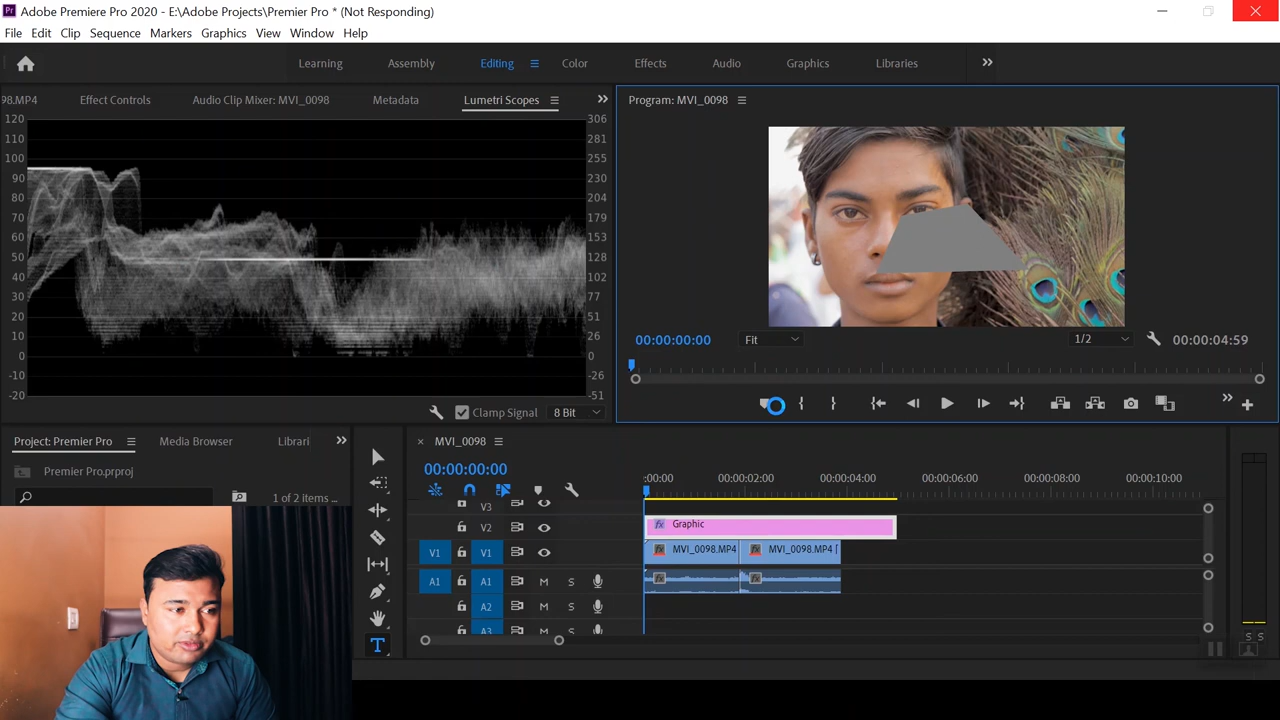 Pr Adobe Premiere Pro 2020 - E:\Adobe Projects\Premier Pro * (Not Responding)
File Edit Clip Sequence Markers Graphics View Window Help
Learning Assembly Editing Color Effects Audio Graphics Libraries
98.MP4 Effect Controls Audio Clip Mixer: MVI_0098 Metadata Lumetri Scopes
Program: MVI_0098
120 306
110 281
100 255
90 230
80 204
70 179
60 153
50 128
40
30 77
20 51
10 26
0 0
-10 -26
-20 -51
Clamp Signal 8 Bit
00:00:00:00 Fit 1/2 00:00:04:59
Project: Premier Pro Media Browser Librari
Premier Pro.prproj
1 of 2 items ...
MVI_0098
00:00:00:00
:00:00 00:00:02:00 00:00:04:00 00:00:06:00 00:00:08:00 00:00:10:00
V3
V2 fx Graphic
V1 V1 fx MVI_0098.MP4 fx MVI_0098.MP4 [
A1 A1 M S fx fx
A2 M S
A3 M S
T
S S